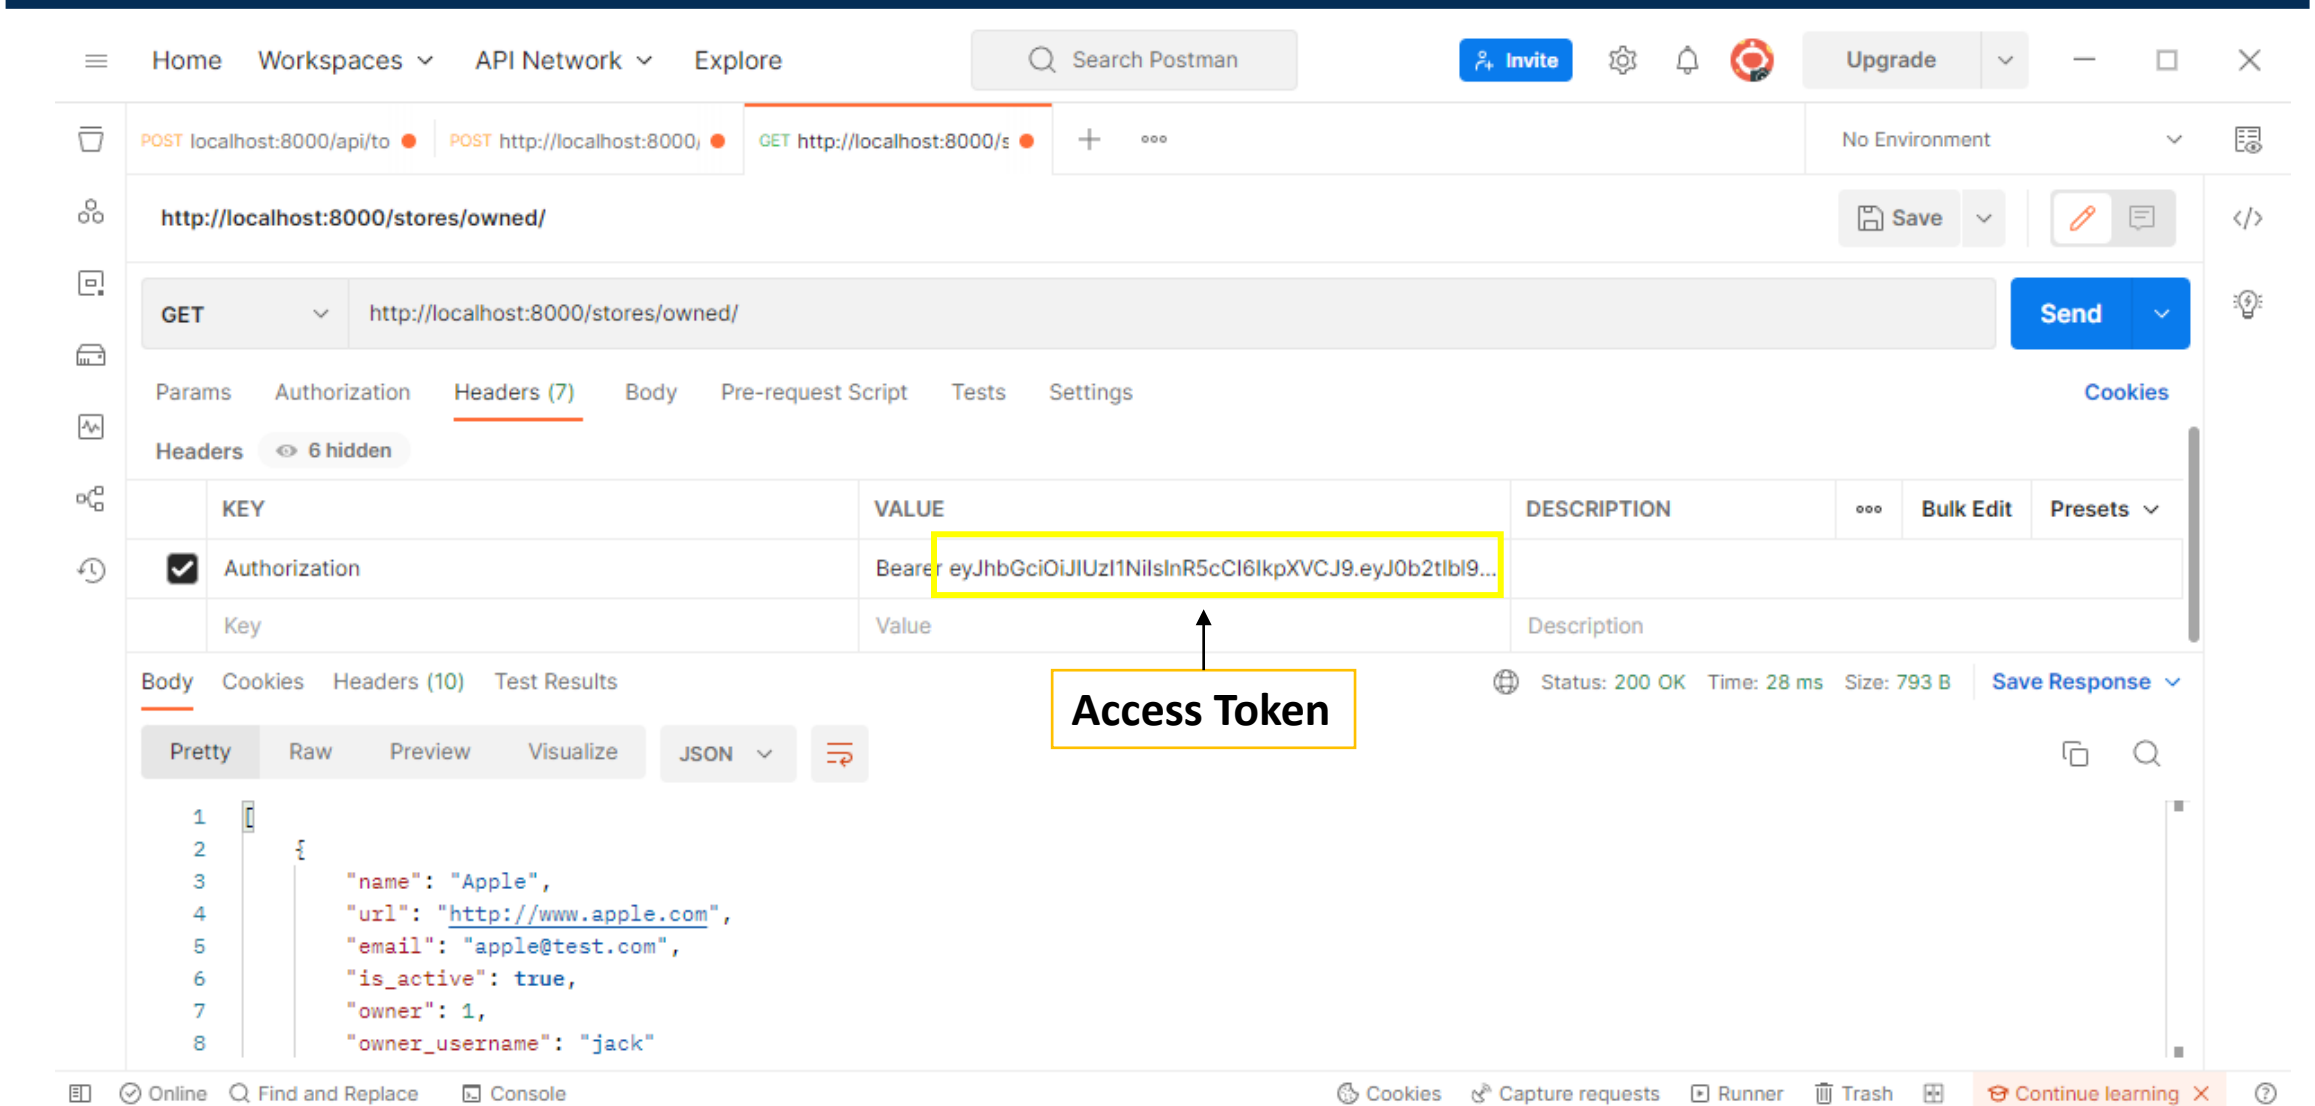 Home Workspaces API Network Explore Search Postman Invite Upgrade
POST localhost:8000/api/to POST http://localhost:8000/ GET http://localhost:8000/s No Environment
http://localhost:8000/stores/owned/ Save
GET http://localhost:8000/stores/owned/ Send
Params Authorization Headers (7) Body Pre-request Script Tests Settings Cookies
Headers 6 hidden
KEY VALUE DESCRIPTION Bulk Edit Presets
Authorization Bearer eyJhbGciOiJIUzI1NiIsInR5cCI6IkpXVCJ9.eyJ0b2tlbl9...
Key Value Description
Body Cookies Headers (10) Test Results Status: 200 OK Time: 28 ms Size: 793 B Save Response
Access Token
Pretty Raw Preview Visualize JSON
1 [
2 {
3 "name": "Apple",
4 "url": "http://www.apple.com",
5 "email": "apple@test.com",
6 "is_active": true,
7 "owner": 1,
8 "owner_username": "jack"
Online Find and Replace Console Cookies Capture requests Runner Trash Continue learning